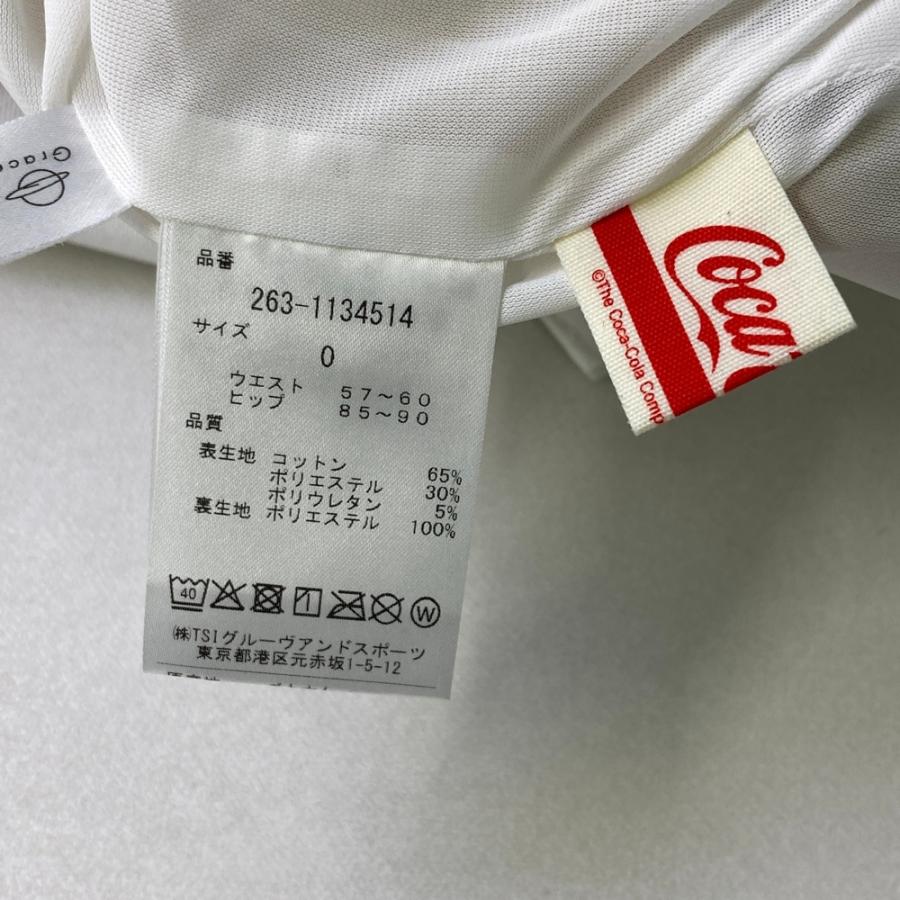 Grac
品番
263-1134514
サイズ
0
ウエスト 57～60
ヒップ 85～90
品質
表生地 コットン 65%
ポリエステル 30%
ポリウレタン 5%
裏生地 ポリエステル 100%
40
W
㈱TSIグルーヴアンドスポーツ
東京都港区元赤坂1-5-12
Coca
©The Coca-Cola Comp